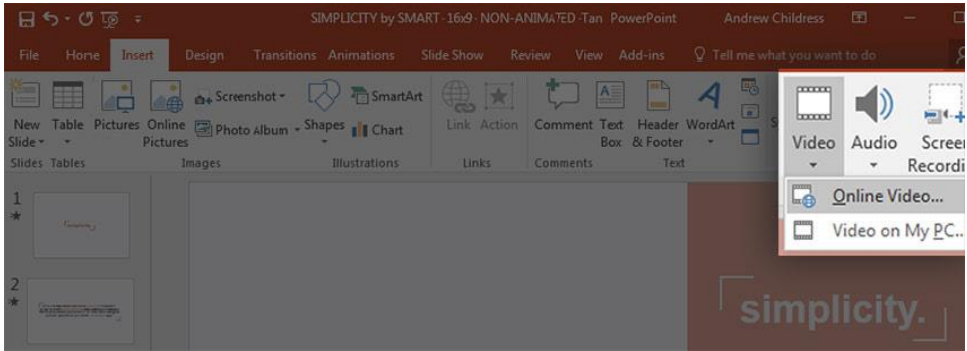 SIMPLICITY by SMART - 16x9 - NON-ANIMATED -Tan PowerPoint
Andrew Childress
File Home Insert Design Transitions Animations Slide Show Review View Add-ins Tell me what you want to do
New Slide
Table
Pictures
Online Pictures
Screenshot
Photo Album
Shapes
SmartArt
Chart
Link
Action
Comment
Text Box
Header & Footer
WordArt
Video
Audio
Screen
Recordi
Slides Tables Images Illustrations Links Comments Text
Online Video...
Video on My PC..
1
2
simplicity.